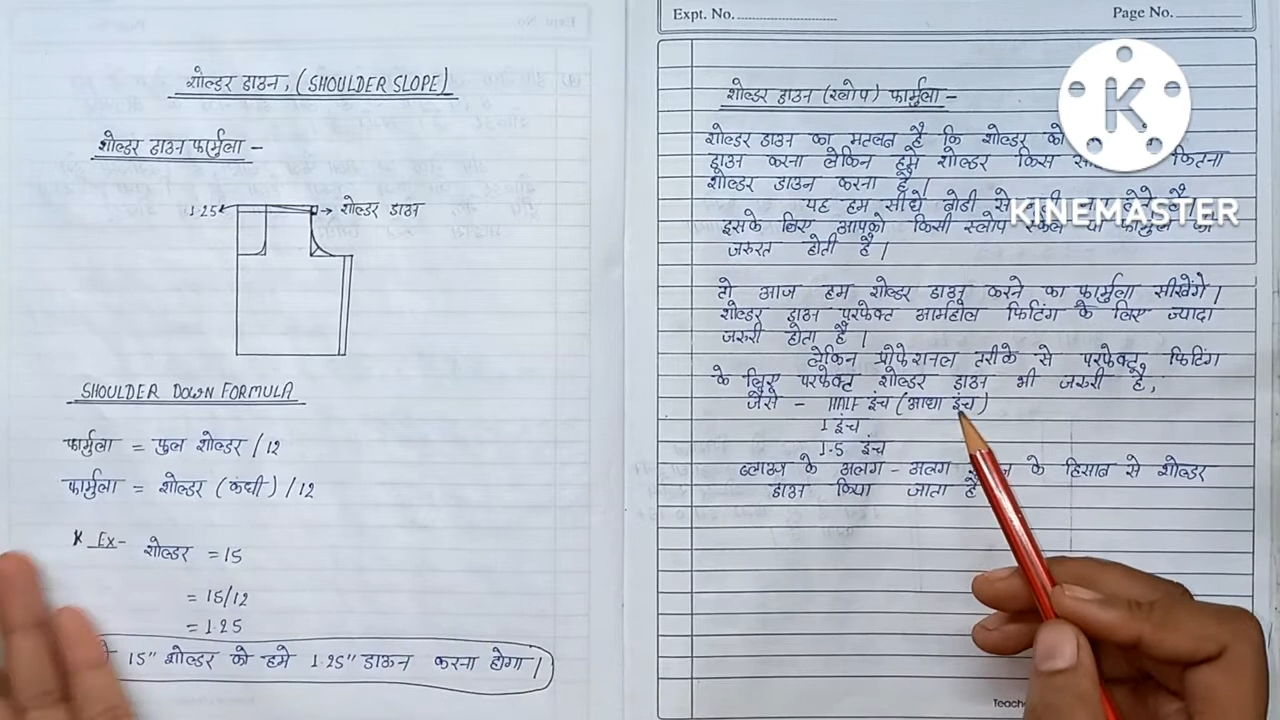 शोल्डर डाउन, (SHOULDER SLOPE)
शोल्डर डाउन फार्मुला -
1.25
शोल्डर डाउन
SHOULDER DOWN FORMULA
फार्मुला = फुल शोल्डर / 12
फार्मुला = शोल्डर (कंधी) / 12
Ex- शोल्डर = 15
= 15/12
= 1.25
15" शोल्डर को हमे 1.25" डाऊन करना होगा।
Expt. No.
Page No.
शोल्डर डाउन (स्लोप) फार्मुला -
शोल्डर डाउन का मतलब है कि शोल्डर को
डाउन करना लेकिन हमे शोल्डर किस कितना
शोल्डर डाउन करना है।
यह हम सीधे बोडी से
इसके लिए आपको किसी स्लोप स्केल या फार्मुले की
जरुरत होती है।
तो आज हम शोल्डर डाउन करने का फार्मुला सीखेंगे।
शोल्डर डाउन परफेक्ट आर्महोल फिटिंग के लिए ज्यादा
जरुरी होता है।
लेकिन प्रोफेशनल तरीके से परफेक्ट फिटिंग
के लिए परफेक्ट शोल्डर डाउन भी जरुरी है,
जैसे - इंच (आधा इंच)
1 इंच
1.5 इंच
ब्लाउज के अलग - अलग के हिसाब से शोल्डर
डाउन किया जाता है
K
KINEMASTER
Teache